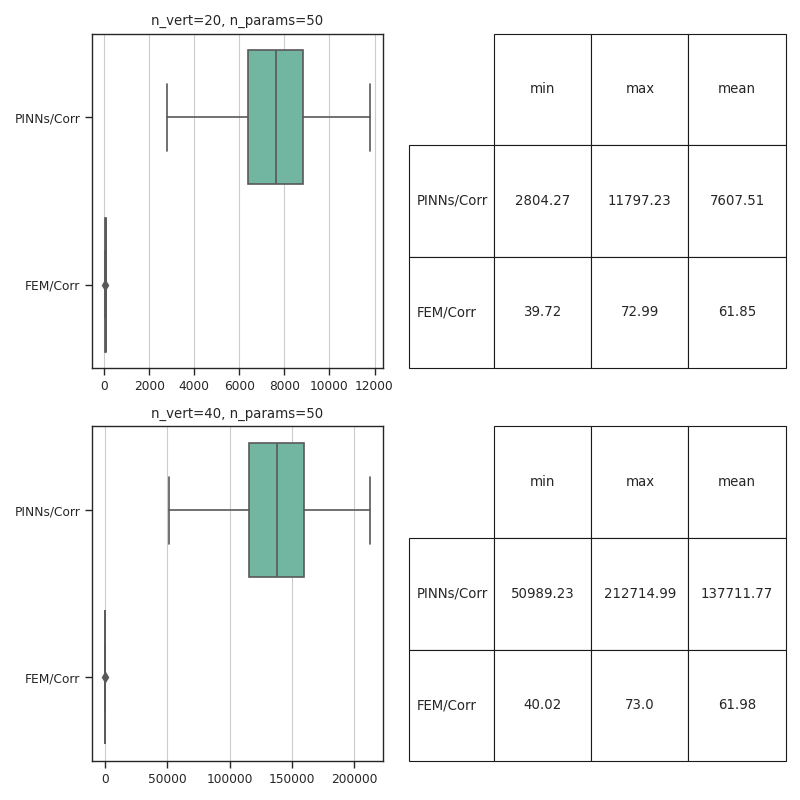 n_vert=20, n_params=50
PINNs/Corr
FEM/Corr
0 2000 4000 6000 8000 10000 12000
min max mean
PINNs/Corr 2804.27 11797.23 7607.51
FEM/Corr 39.72 72.99 61.85
n_vert=40, n_params=50
PINNs/Corr
FEM/Corr
0 50000 100000 150000 200000
min max mean
PINNs/Corr 50989.23 212714.99 137711.77
FEM/Corr 40.02 73.0 61.98